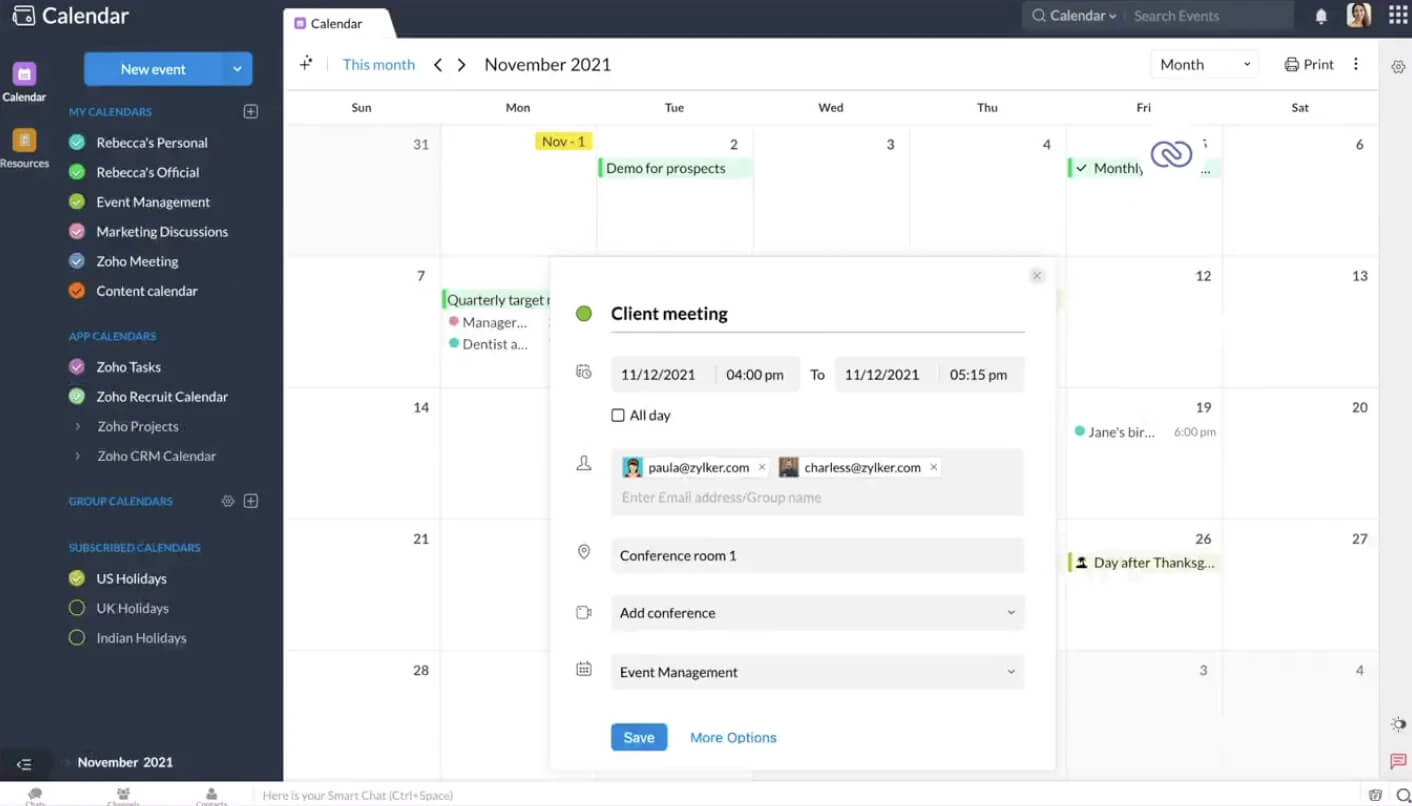 Calendar
Calendar
Calendar
Search Events
Calendar
Resources
New event
MY CALENDARS
Rebecca's Personal
Rebecca's Official
Event Management
Marketing Discussions
Zoho Meeting
Content calendar
APP CALENDARS
Zoho Tasks
Zoho Recruit Calendar
Zoho Projects
Zoho CRM Calendar
GROUP CALENDARS
SUBSCRIBED CALENDARS
US Holidays
UK Holidays
Indian Holidays
November 2021
This month
November 2021
Month
Print
Sun Mon Tue Wed Thu Fri Sat
31 Nov - 1 2 3 4 6
Demo for prospects
Monthly ...
7 12 13
Quarterly target
Manager...
Dentist a...
14 19 20
Jane's bir... 6:00 pm
21 26 27
Day after Thanksg...
28 3 4
Client meeting
11/12/2021 04:00 pm To 11/12/2021 05:15 pm
All day
paula@zylker.com × charless@zylker.com ×
Enter Email address/Group name
Conference room 1
Add conference
Event Management
Save More Options
Chats Channels Contacts
Here is your Smart Chat (Ctrl+Space)